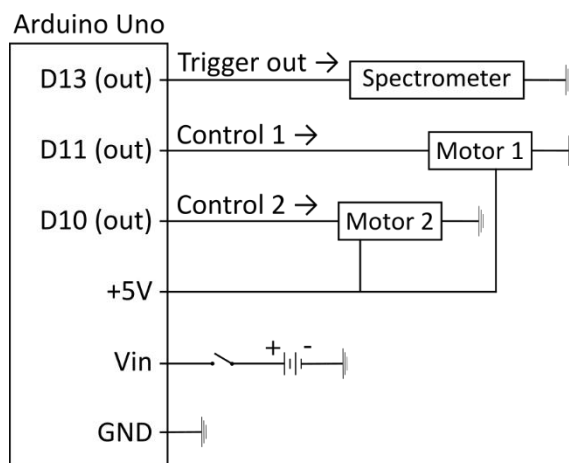 Arduino Uno
D13 (out) Trigger out → Spectrometer
D11 (out) Control 1 → Motor 1
D10 (out) Control 2 → Motor 2
+5V
Vin + -
GND